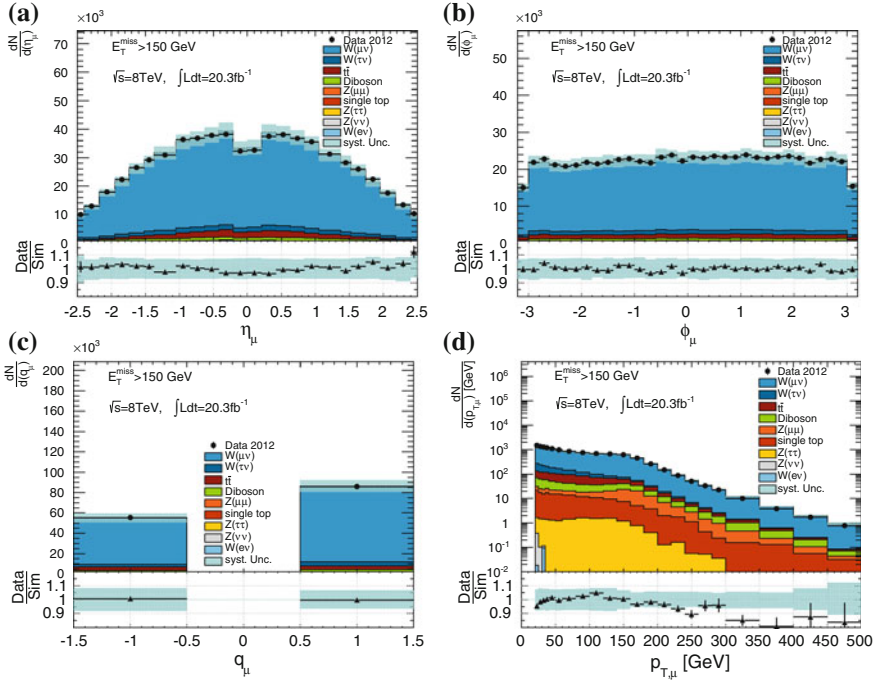 (a)
×10³
dN/d(η_μ)
70
60
50
40
30
20
10
0
E_T^miss>150 GeV
√s=8TeV, ∫Ldt=20.3fb⁻¹
Data 2012
W(μν)
W(τν)
tt̄
Diboson
Z(μμ)
single top
Z(ττ)
Z(νν)
W(eν)
syst. Unc.
Data/Sim
1.1
1
0.9
-2.5 -2 -1.5 -1 -0.5 0 0.5 1 1.5 2 2.5
η_μ
(b)
×10³
dN/d(ϕ_μ)
50
40
30
20
10
0
E_T^miss>150 GeV
√s=8TeV, ∫Ldt=20.3fb⁻¹
Data 2012
W(μν)
W(τν)
tt̄
Diboson
Z(μμ)
single top
Z(ττ)
Z(νν)
W(eν)
syst. Unc.
Data/Sim
1.1
1
0.9
-3 -2 -1 0 1 2 3
ϕ_μ
(c)
×10³
dN/d(q_μ)
200
180
160
140
120
100
80
60
40
20
0
E_T^miss>150 GeV
√s=8TeV, ∫Ldt=20.3fb⁻¹
Data 2012
W(μν)
W(τν)
tt̄
Diboson
Z(μμ)
single top
Z(ττ)
Z(νν)
W(eν)
syst. Unc.
Data/Sim
1.1
1
0.9
-1.5 -1 -0.5 0 0.5 1 1.5
q_μ
(d)
dN/d(p_T,μ) [GeV]
10⁶
10⁵
10⁴
10³
10²
10
1
10⁻¹
10⁻²
E_T^miss>150 GeV
√s=8TeV, ∫Ldt=20.3fb⁻¹
Data 2012
W(μν)
W(τν)
tt̄
Diboson
Z(μμ)
single top
Z(ττ)
Z(νν)
W(eν)
syst. Unc.
Data/Sim
1.1
1
0.9
0 50 100 150 200 250 300 350 400 450 500
p_T,μ [GeV]